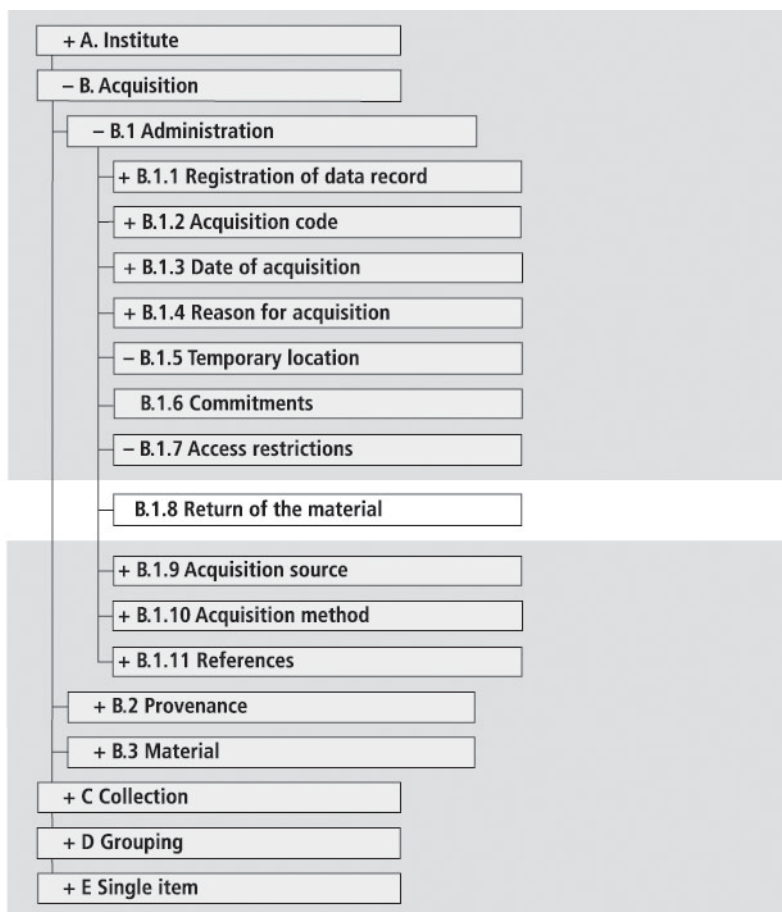 + A. Institute
– B. Acquisition
– B.1 Administration
+ B.1.1 Registration of data record
+ B.1.2 Acquisition code
+ B.1.3 Date of acquisition
+ B.1.4 Reason for acquisition
– B.1.5 Temporary location
B.1.6 Commitments
– B.1.7 Access restrictions
B.1.8 Return of the material
+ B.1.9 Acquisition source
+ B.1.10 Acquisition method
+ B.1.11 References
+ B.2 Provenance
+ B.3 Material
+ C Collection
+ D Grouping
+ E Single item